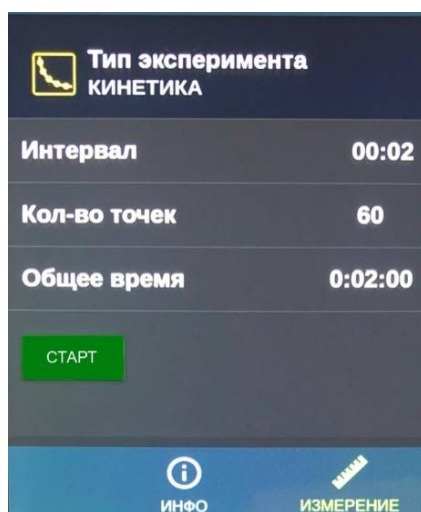 Тип эксперимента
КИНЕТИКА
Интервал 00:02
Кол-во точек 60
Общее время 0:02:00
СТАРТ
ИНФО ИЗМЕРЕНИЕ